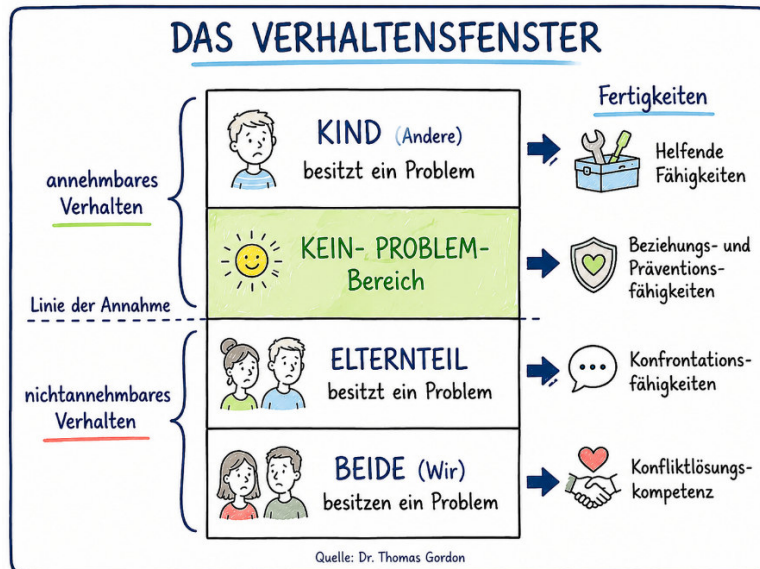 DAS VERHALTENSFENSTER
annehmbares
Verhalten
Linie der Annahme
nichtannehmbares
Verhalten
KIND (Andere)
besitzt ein Problem
KEIN- PROBLEM-
Bereich
ELTERNTEIL
besitzt ein Problem
BEIDE (Wir)
besitzen ein Problem
Fertigkeiten
Helfende
Fähigkeiten
Beziehungs- und
Präventions-
fähigkeiten
Konfrontations-
fähigkeiten
Konfliktlösungs-
kompetenz
Quelle: Dr. Thomas Gordon